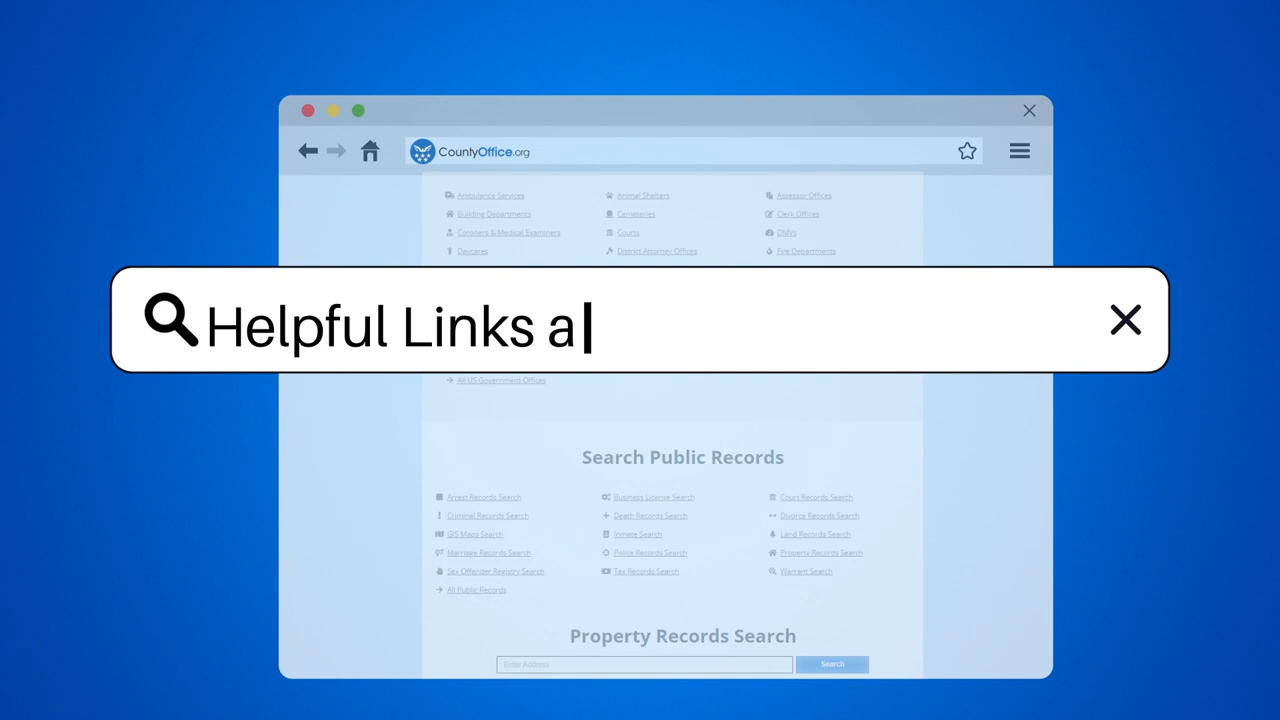 CountyOffice.org
Ambulance Services Animal Shelters Assessor Offices
Building Departments Cemeteries Clerk Offices
Coroners & Medical Examiners Courts DMVs
Daycares District Attorney Offices Fire Departments
Helpful Links a
All US Government Offices
Search Public Records
Arrest Records Search Business License Search Court Records Search
Criminal Records Search Death Records Search Divorce Records Search
GIS Maps Search Inmate Search Land Records Search
Marriage Records Search Police Records Search Property Records Search
Sex Offender Registry Search Tax Records Search Warrant Search
All Public Records
Property Records Search
Enter Address Search